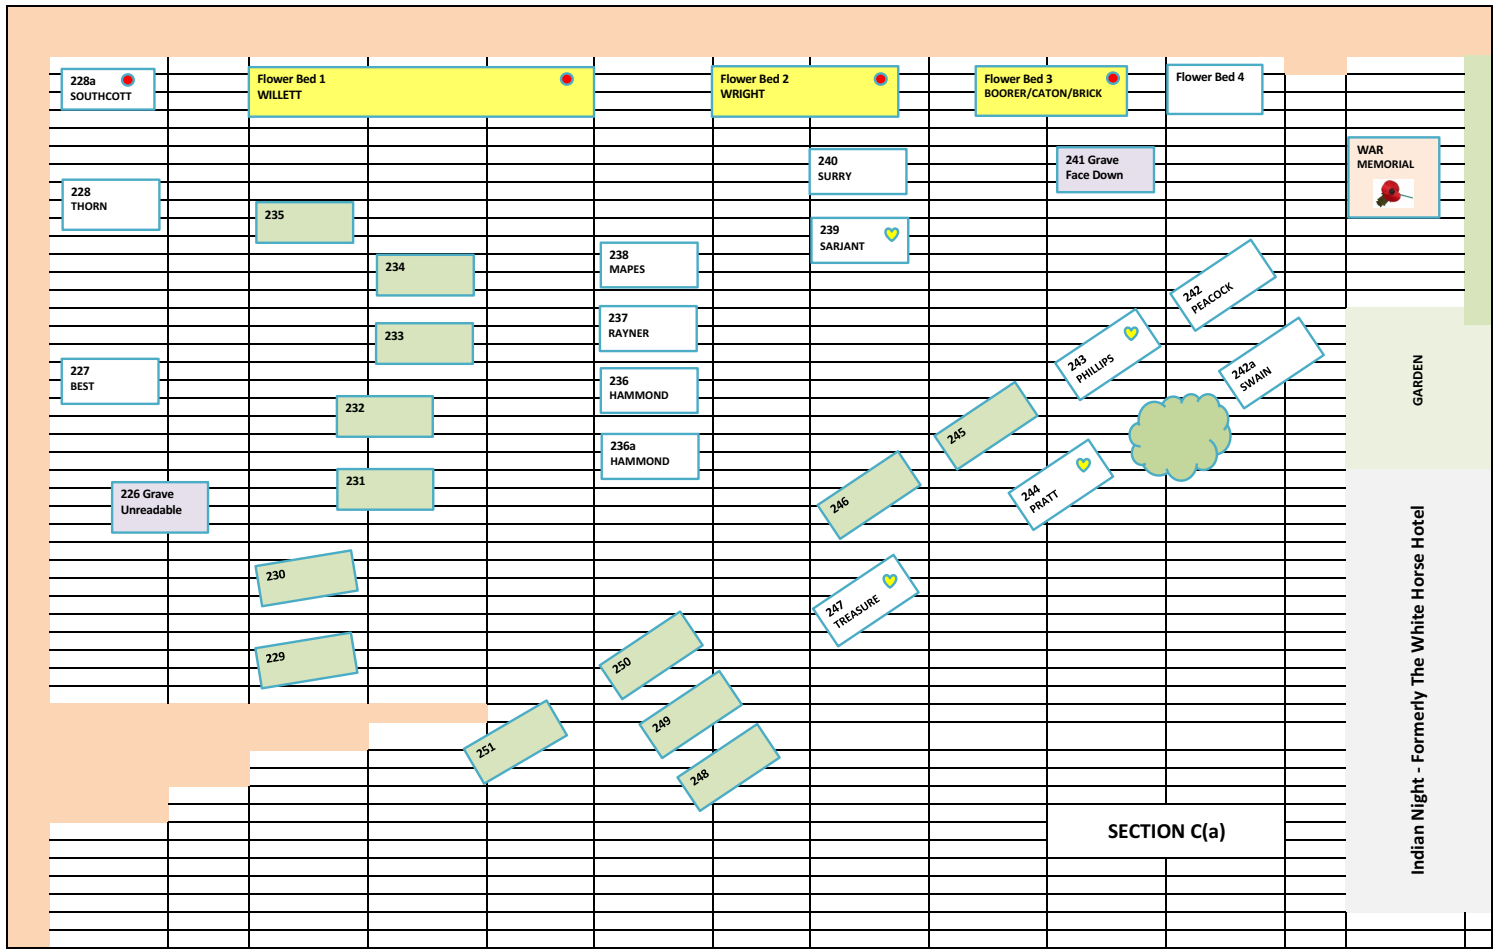 228a
SOUTHCOTT
Flower Bed 1
WILLETT
Flower Bed 2
WRIGHT
Flower Bed 3
BOORER/CATON/BRICK
Flower Bed 4
WAR
MEMORIAL
240
SURRY
241 Grave
Face Down
228
THORN
235
239
SARJANT
234
238
MAPES
242
PEACOCK
233
237
RAYNER
243
PHILLIPS
242a
SWAIN
GARDEN
227
BEST
232
236
HAMMOND
245
236a
HAMMOND
231
226 Grave
Unreadable
246
244
PRATT
230
247
TREASURE
229
250
249
251
248
SECTION C(a)
Indian Night - Formerly The White Horse Hotel